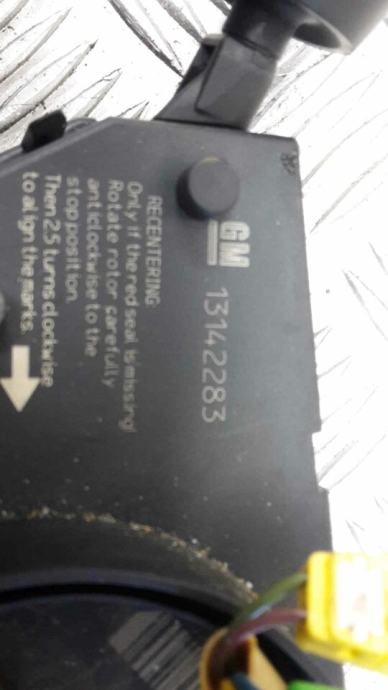 GM
13142283
RECENTERING:
Only if the red seal is missing!
Rotate rotor carefully
anticlockwise to the
stop position.
Then 2.5 turns clockwise
to align the marks.